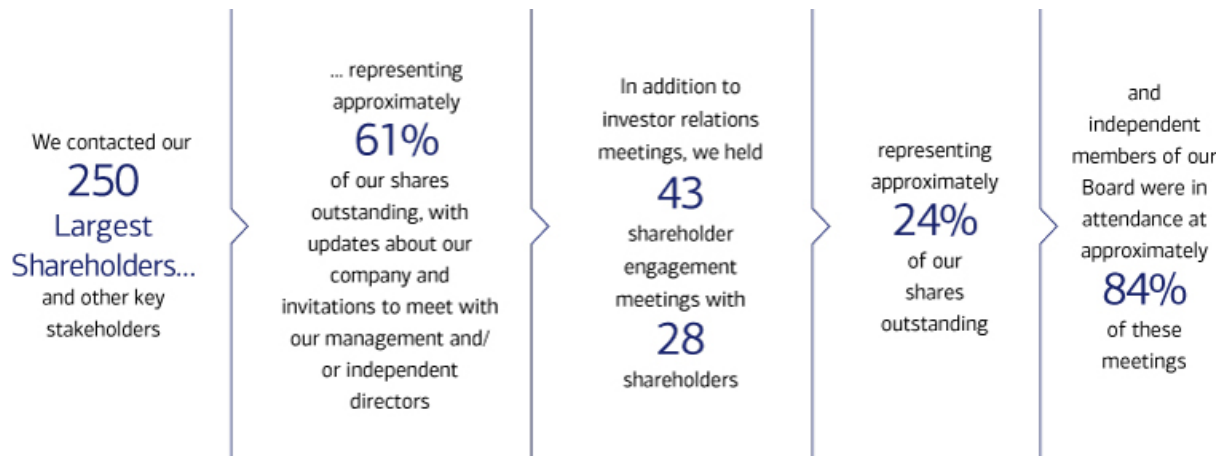 We contacted our
250
Largest
Shareholders...
and other key
stakeholders
... representing
approximately
61%
of our shares
outstanding, with
updates about our
company and
invitations to meet with
our management and/
or independent
directors
In addition to
investor relations
meetings, we held
43
shareholder
engagement
meetings with
28
shareholders
representing
approximately
24%
of our
shares
outstanding
and
independent
members of our
Board were in
attendance at
approximately
84%
of these
meetings